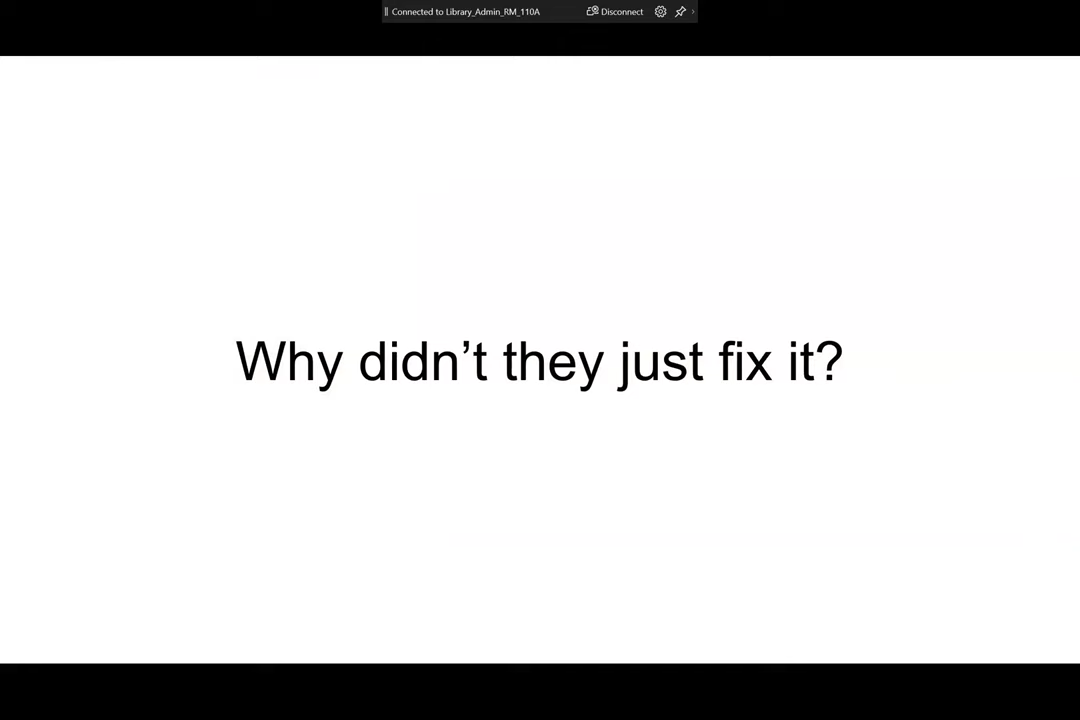 Connected to Library_Admin_RM_110A
Disconnect
Why didn’t they just fix it?